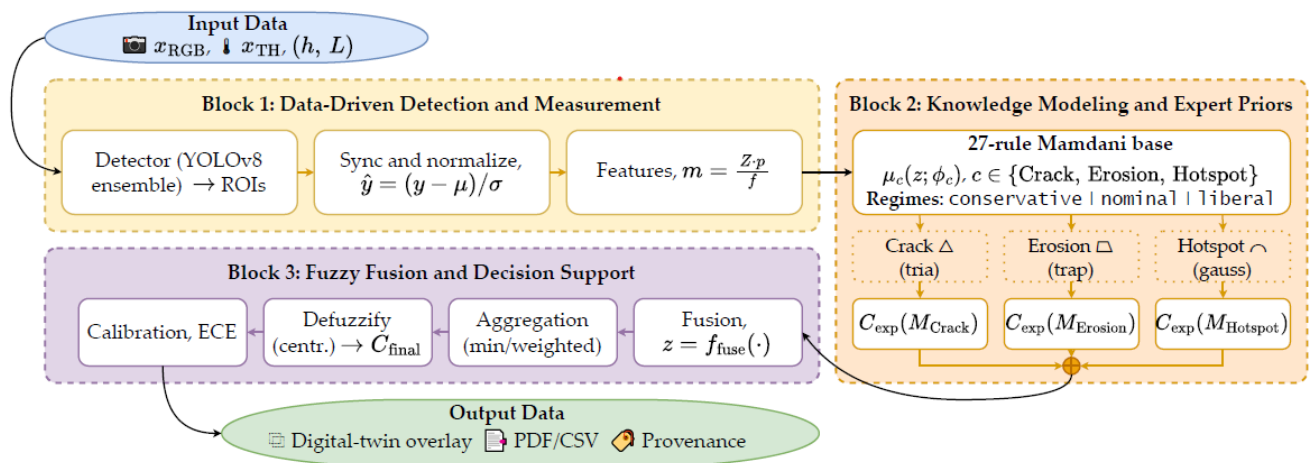 Input Data
📷 x_RGB, 🌡 x_TH, (h, L)
Block 1: Data-Driven Detection and Measurement
Detector (YOLOv8
ensemble) → ROIs
Sync and normalize,
ŷ = (y − μ)/σ
Features, m = Z·p/f
Block 2: Knowledge Modeling and Expert Priors
27-rule Mamdani base
μ_c(z; ϕ_c), c ∈ {Crack, Erosion, Hotspot}
Regimes: conservative | nominal | liberal
Crack △
(tria)
Erosion ⏢
(trap)
Hotspot ⌢
(gauss)
C_exp(M_Crack)
C_exp(M_Erosion)
C_exp(M_Hotspot)
⊕
Block 3: Fuzzy Fusion and Decision Support
Calibration, ECE
Defuzzify
(centr.) → C_final
Aggregation
(min/weighted)
Fusion,
z = f_fuse(·)
Output Data
Digital-twin overlay PDF/CSV Provenance